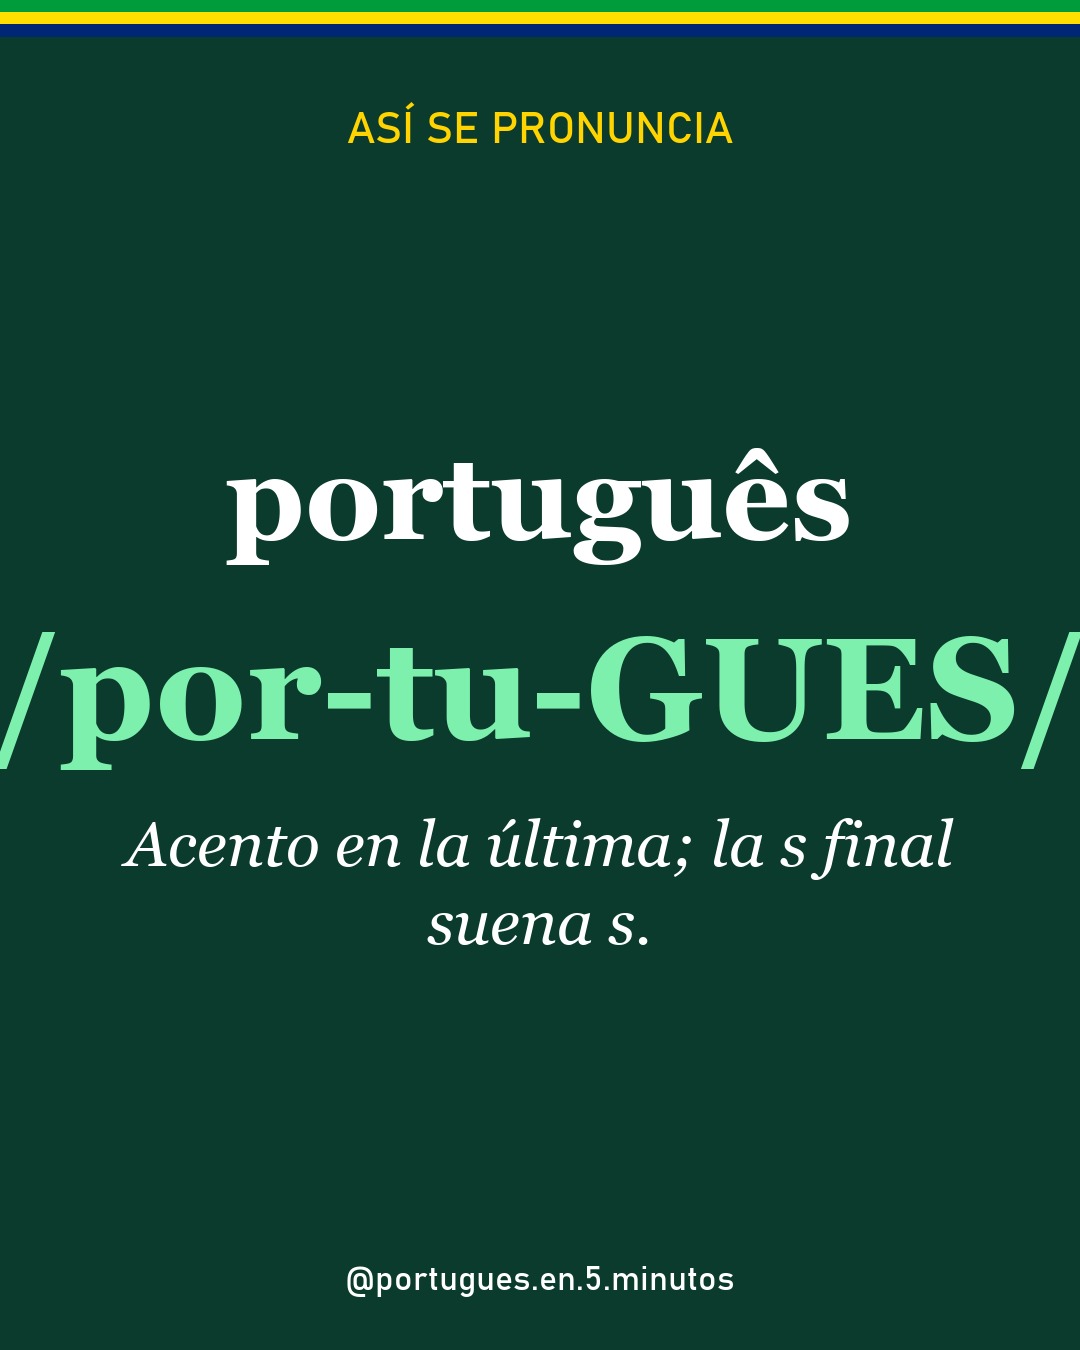 ASÍ SE PRONUNCIA
português
/por-tu-GUES/
Acento en la última; la s final
suena s.
@portugues.en.5.minutos